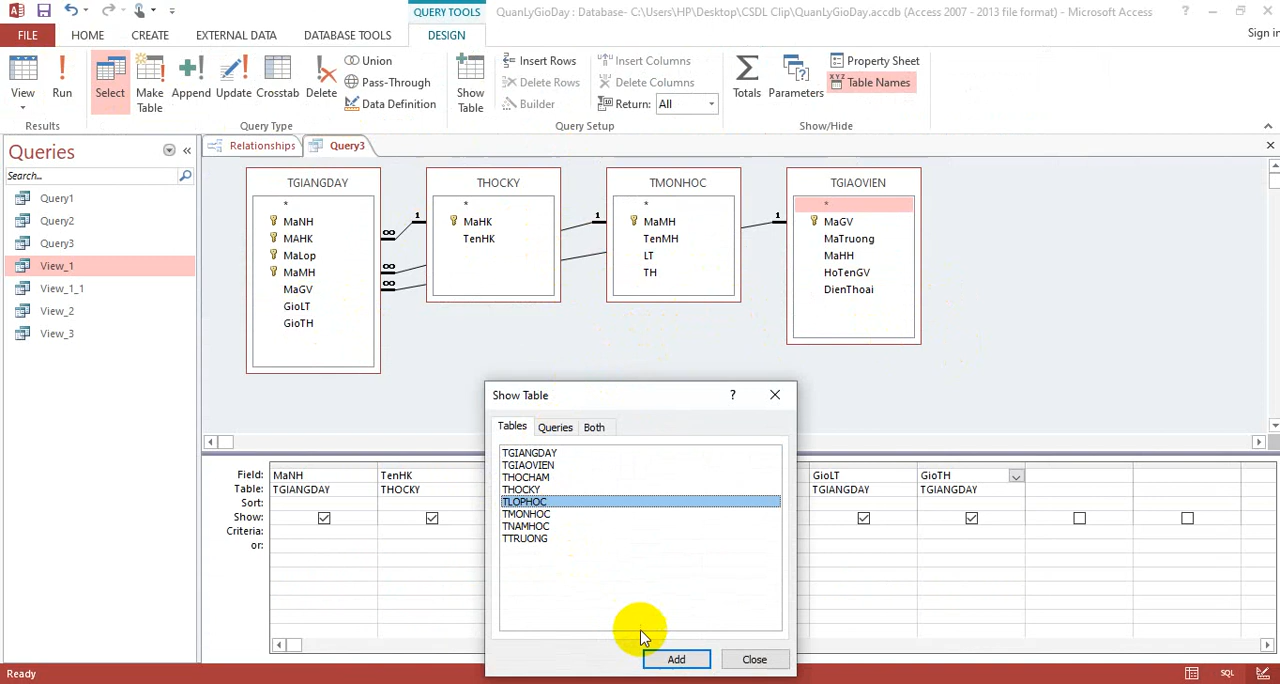 QUERY TOOLS
QuanLyGioDay : Database- C:\Users\HP\Desktop\CSDL Clip\QuanLyGioDay.accdb (Access 2007 - 2013 file format) - Microsoft Access
?
FILE
HOME
CREATE
EXTERNAL DATA
DATABASE TOOLS
DESIGN
Sign in
View
Run
Select
Make Table
Append
Update
Crosstab
Delete
Union
Pass-Through
Data Definition
Show Table
Insert Rows
Delete Rows
Builder
Insert Columns
Delete Columns
Return: All
Totals
Parameters
Property Sheet
Table Names
Results
Query Type
Query Setup
Show/Hide
Queries
Search...
Query1
Query2
Query3
View_1
View_1_1
View_2
View_3
Relationships
Query3
TGIANGDAY
*
MaNH
MAHK
MaLop
MaMH
MaGV
GioLT
GioTH
1
∞
∞
∞
THOCKY
*
MaHK
TenHK
1
TMONHOC
*
MaMH
TenMH
LT
TH
1
TGIAOVIEN
*
MaGV
MaTruong
MaHH
HoTenGV
DienThoai
Show Table
?
Tables
Queries
Both
TGIANGDAY
TGIAOVIEN
THOCHAM
THOCKY
TLOPHOC
TMONHOC
TNAMHOC
TTRUONG
Add
Close
Field: MaNH TenHK GioLT GioTH
Table: TGIANGDAY THOCKY TGIANGDAY TGIANGDAY
Sort:
Show:
Criteria:
or:
Ready
SQL